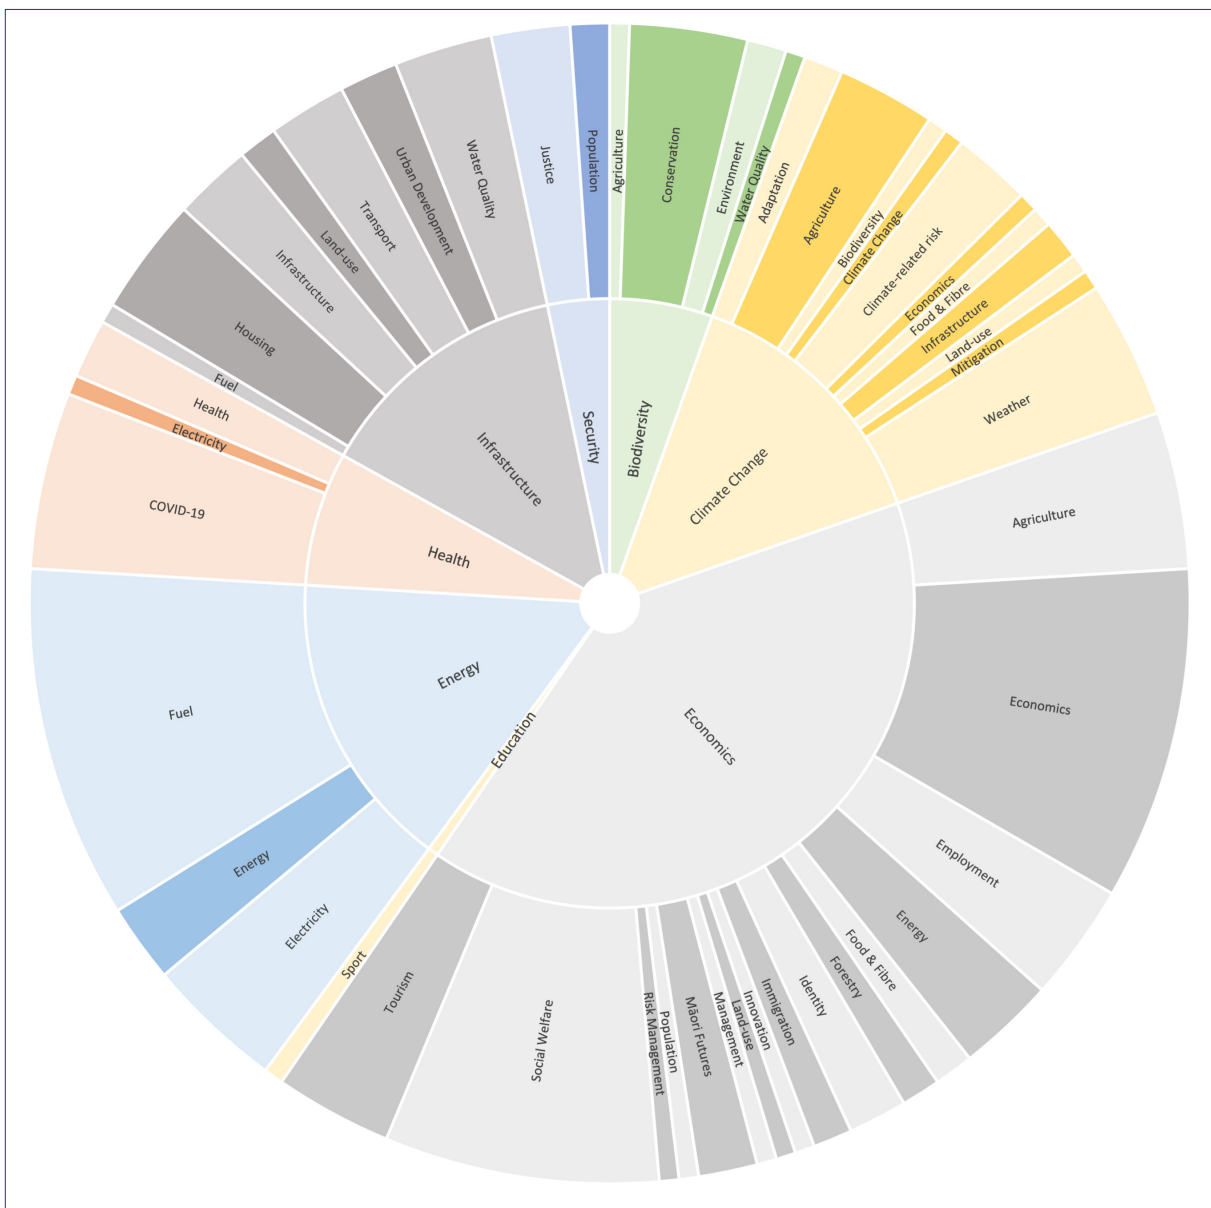 Biodiversity
Agriculture
Conservation
Environment
Water Quality
Climate Change
Adaptation
Agriculture
Biodiversity
Climate Change
Climate-related risk
Economics
Food & Fibre
Infrastructure
Land-use
Mitigation
Weather
Economics
Agriculture
Economics
Employment
Energy
Food & Fibre
Forestry
Identity
Immigration
Innovation
Land-use
Management
Māori Futures
Population
Risk Management
Social Welfare
Tourism
Education
Sport
Energy
Electricity
Energy
Fuel
Health
COVID-19
Electricity
Health
Infrastructure
Fuel
Housing
Infrastructure
Land-use
Transport
Urban Development
Water Quality
Security
Justice
Population